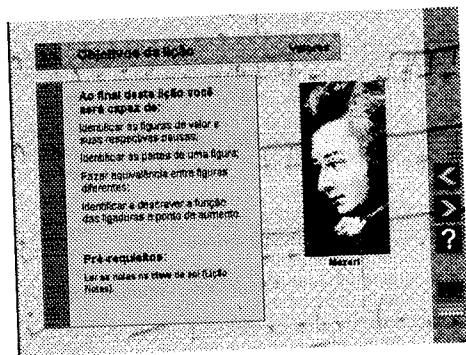 Objetivos da lição
Valores
Ao final desta lição você
será capaz de:
Identificar as figuras de valor e
suas respectivas pausas;
Identificar as partes de uma figura;
Fazer equivalência entre figuras
diferentes;
Identificar e descrever a função
das ligaduras e ponto de aumento.
Pré-requisitos:
Ler as notas na clave de sol (Lição
Notas).
Mozart
<
>
?